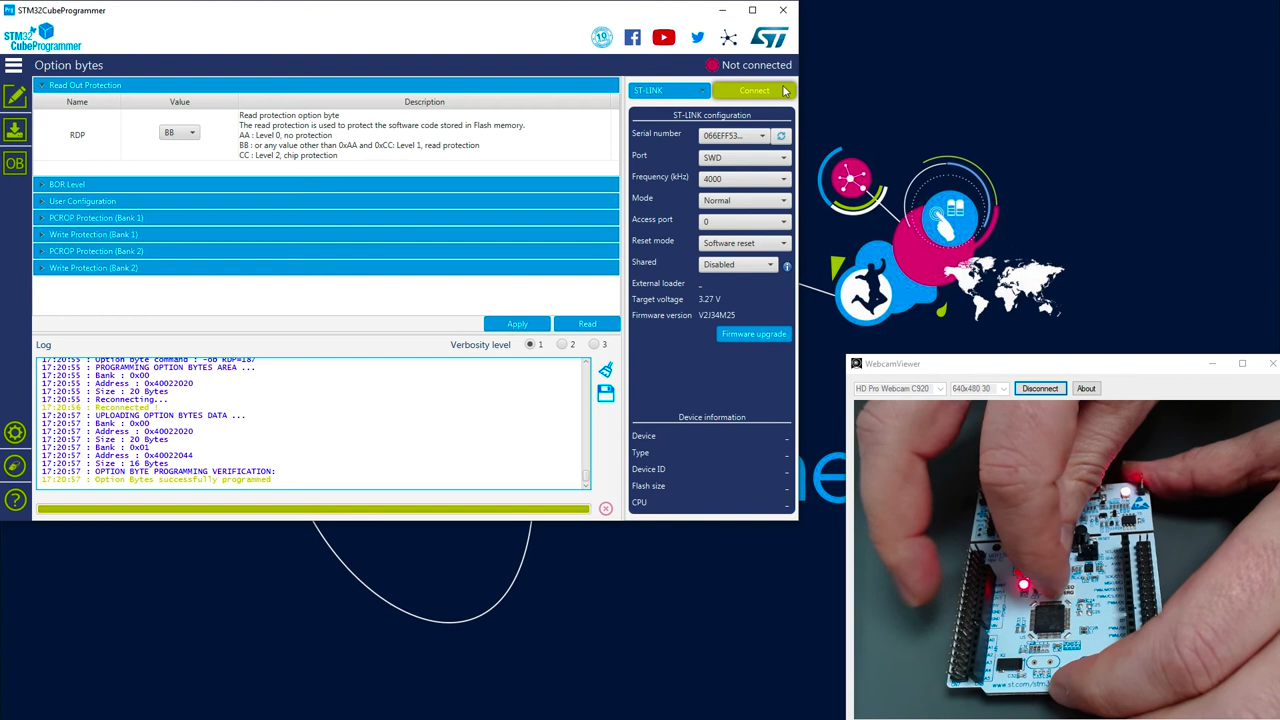 STM32CubeProgrammer
STM32
CubeProgrammer
Option bytes
Not connected
Read Out Protection
Name
Value
Description
RDP
BB
Read protection option byte
The read protection is used to protect the software code stored in Flash memory.
AA : Level 0, no protection
BB : or any value other than 0xAA and 0xCC: Level 1, read protection
CC : Level 2, chip protection
BOR Level
User Configuration
PCROP Protection (Bank 1)
Write Protection (Bank 1)
PCROP Protection (Bank 2)
Write Protection (Bank 2)
Apply
Read
Log
Verbosity level
1
2
3
17:20:55 : Option byte command : -ob RDP=187
17:20:55 : PROGRAMMING OPTION BYTES AREA ...
17:20:55 : Bank : 0x00
17:20:55 : Address : 0x40022020
17:20:55 : Size : 20 Bytes
17:20:55 : Reconnecting...
17:20:56 : Reconnected !
17:20:57 : UPLOADING OPTION BYTES DATA ...
17:20:57 : Bank : 0x00
17:20:57 : Address : 0x40022020
17:20:57 : Size : 20 Bytes
17:20:57 : Bank : 0x01
17:20:57 : Address : 0x40022044
17:20:57 : Size : 16 Bytes
17:20:57 : OPTION BYTE PROGRAMMING VERIFICATION:
17:20:57 : Option Bytes successfully programmed
ST-LINK
Connect
ST-LINK configuration
Serial number
066EFF53...
Port
SWD
Frequency (kHz)
4000
Mode
Normal
Access port
0
Reset mode
Software reset
Shared
Disabled
External loader
_
Target voltage
3.27 V
Firmware version
V2J34M25
Firmware upgrade
Device information
Device
_
Type
_
Device ID
_
Flash size
_
CPU
_
WebcamViewer
HD Pro Webcam C920
640x480 30
Disconnect
About